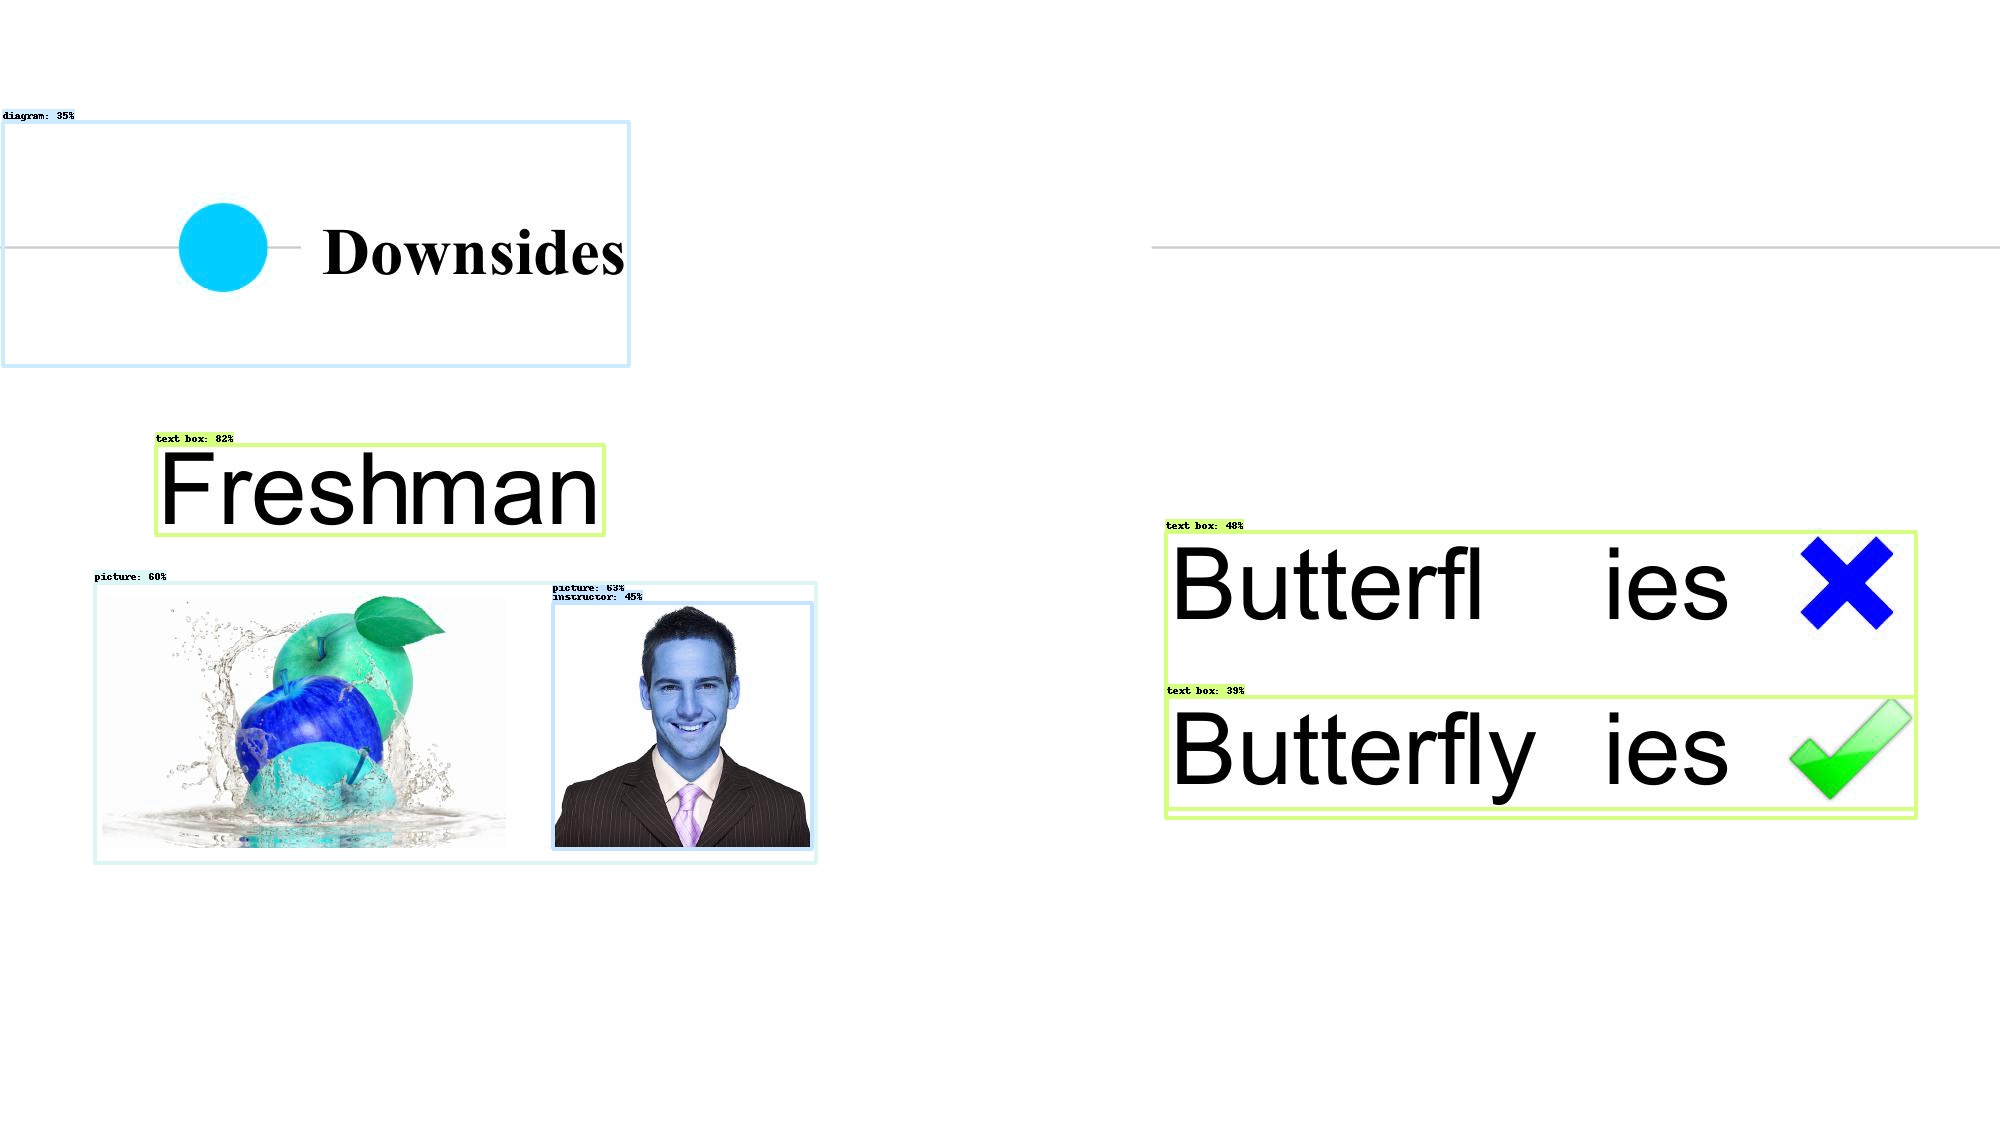 diagram: 35%
Downsides
text box: 82%
Freshman
picture: 60%
picture: 63%
instructor: 45%
text box: 48%
Butterfl ies
text box: 39%
Butterfly ies